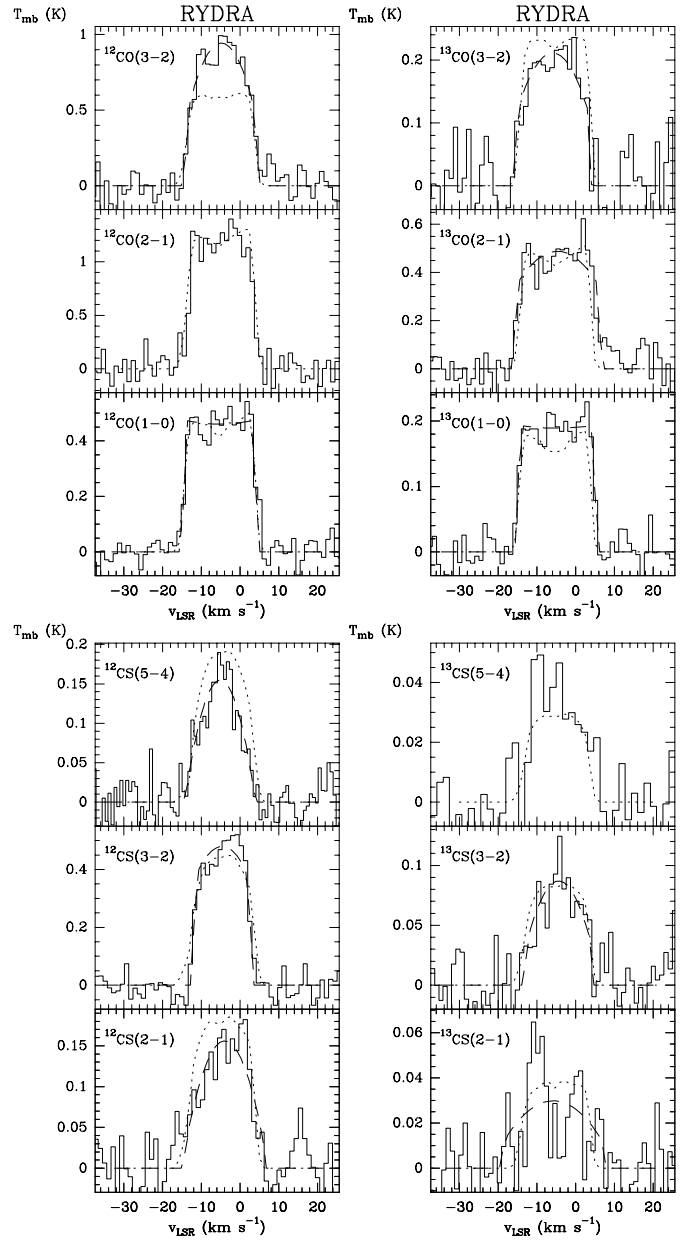 T_mb (K) RYDRA T_mb (K) RYDRA
¹²CO(3−2) ¹³CO(3−2)
1 0.5 0
0.2 0.1 0
¹²CO(2−1) ¹³CO(2−1)
1 0.5 0
0.6 0.4 0.2 0
¹²CO(1−0) ¹³CO(1−0)
0.4 0.2 0
0.2 0.1 0
−30 −20 −10 0 10 20 −30 −20 −10 0 10 20
v_LSR (km s⁻¹) v_LSR (km s⁻¹)
T_mb (K) T_mb (K)
¹²CS(5−4) ¹³CS(5−4)
0.2 0.15 0.1 0.05 0
0.04 0.02 0
¹²CS(3−2) ¹³CS(3−2)
0.4 0.2 0
0.1 0.05 0
¹²CS(2−1) ¹³CS(2−1)
0.15 0.1 0.05 0
0.06 0.04 0.02 0
−30 −20 −10 0 10 20 −30 −20 −10 0 10 20
v_LSR (km s⁻¹) v_LSR (km s⁻¹)